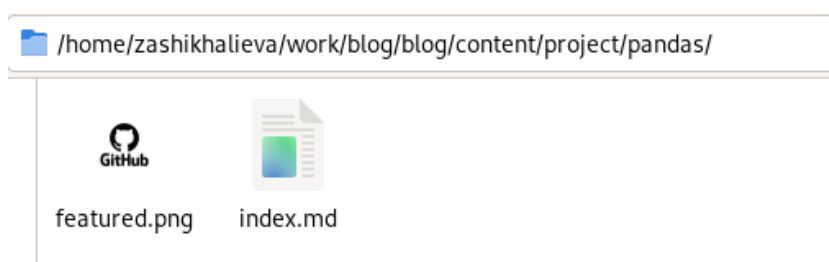 /home/zashikhalieva/work/blog/blog/content/project/pandas/
GitHub
featured.png
index.md